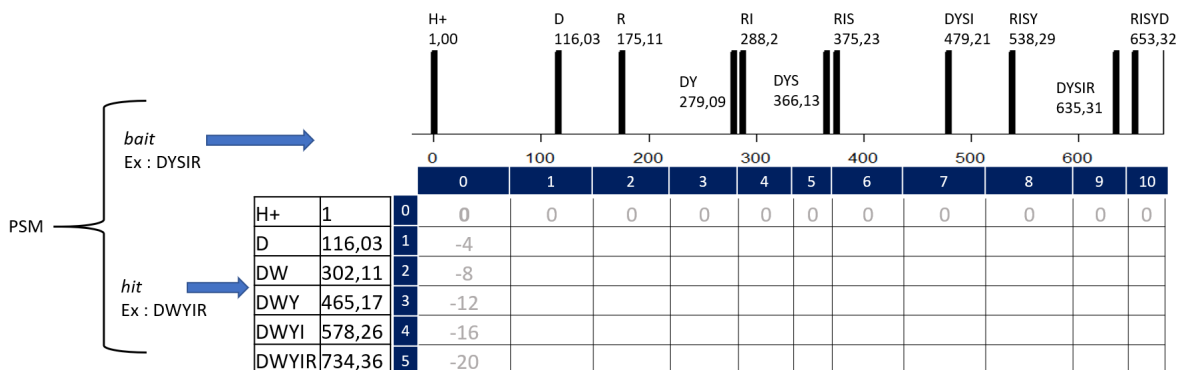 H+ D R RI RIS DYSI RISY RISYD
1,00 116,03 175,11 288,2 375,23 479,21 538,29 653,32
DY DYS DYSIR
279,09 366,13 635,31
bait
Ex : DYSIR
0 100 200 300 400 500 600
0 1 2 3 4 5 6 7 8 9 10
H+ 1 0 0 0 0 0 0 0 0 0 0 0 0
PSM
D 116,03 1 -4
DW 302,11 2 -8
hit
Ex : DWYIR
DWY 465,17 3 -12
DWYI 578,26 4 -16
DWYIR 734,36 5 -20